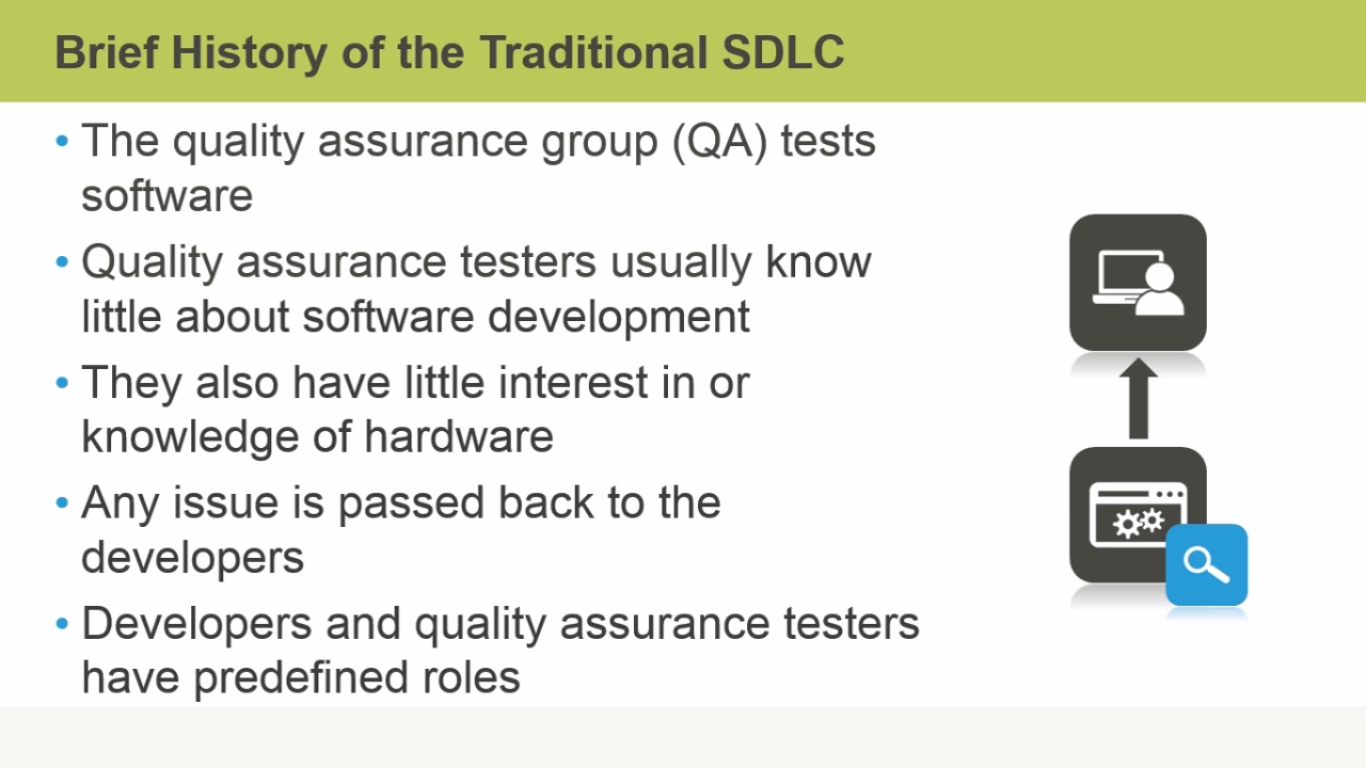 Brief History of the Traditional SDLC
• The quality assurance group (QA) tests
software
• Quality assurance testers usually know
little about software development
• They also have little interest in or
knowledge of hardware
• Any issue is passed back to the
developers
• Developers and quality assurance testers
have predefined roles